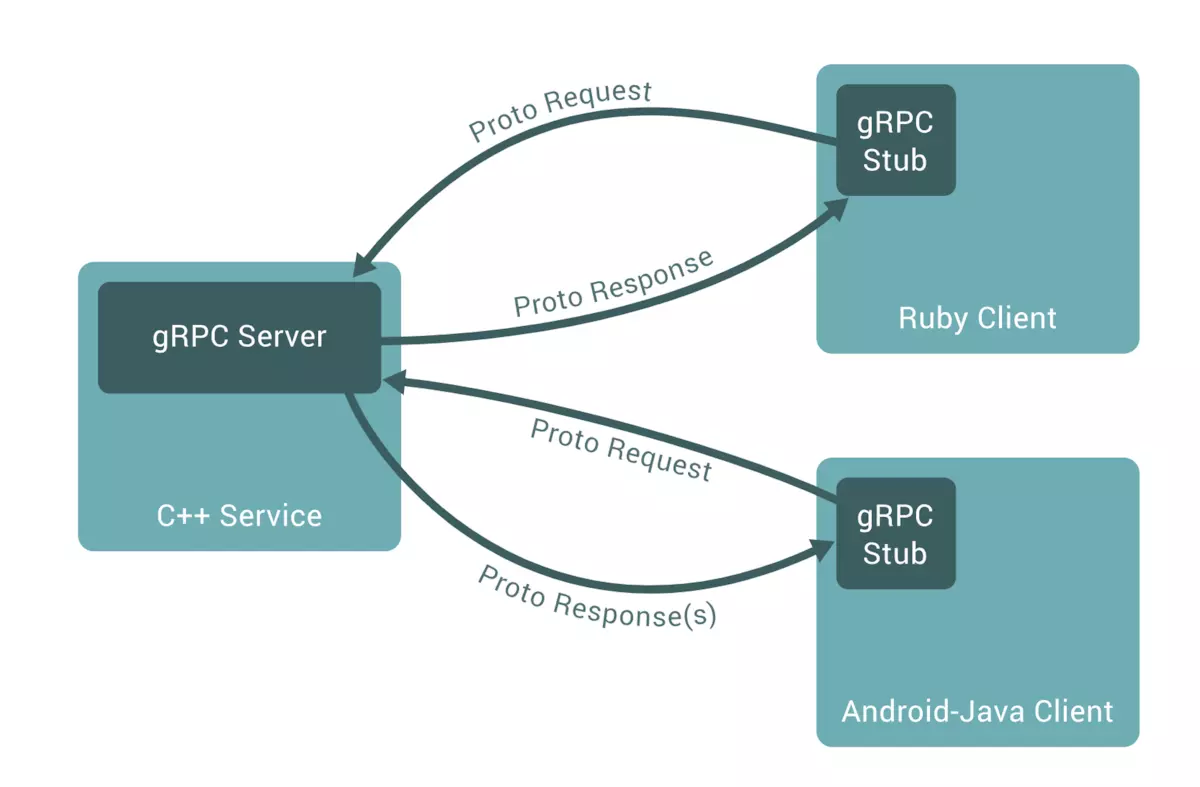 Proto Request
gRPC
Stub
Proto Response
Ruby Client
gRPC Server
C++ Service
Proto Request
gRPC
Stub
Proto Response(s)
Android-Java Client